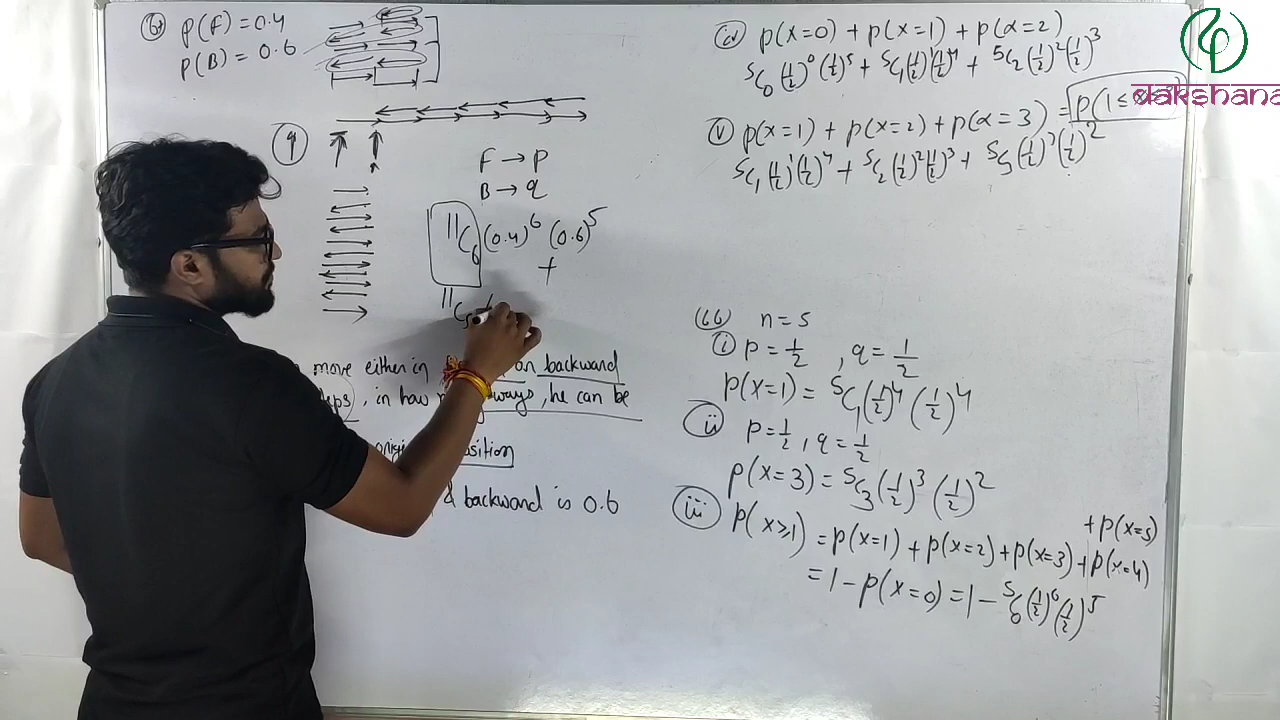 (b) p(F) = 0.4
p(B) = 0.6
9
F → p
B → q
¹¹C₆ (0.4)⁶ (0.6)⁵
+
¹¹C₅
move either in on backward
, in how ways, he can be
& backward is 0.6
iv p(x=0) + p(x=1) + p(x=2)
⁵C₀(1/2)⁰(1/2)⁵ + ⁵C₁(1/2)¹(1/2)⁴ + 5C₂(1/2)²(1/2)³
v p(x=1) + p(x=2) + p(x=3) = p(1≤
⁵C₁(1/2)¹(1/2)⁴ + ⁵C₂(1/2)²(1/2)³ + ⁵C₃(1/2)³(1/2)²
dakshana
(66) n=5
i p = 1/2 , q = 1/2
p(x=1) = ⁵C₁(1/2)⁴ (1/2)⁴
ii p = 1/2 , q = 1/2
p(x=3) = ⁵C₃(1/2)³ (1/2)²
iii p(x≥1) = p(x=1) + p(x=2) + p(x=3) + p(x=4) + p(x=5)
= 1 - p(x=0) = 1 - ⁵C₀(1/2)⁰(1/2)⁵